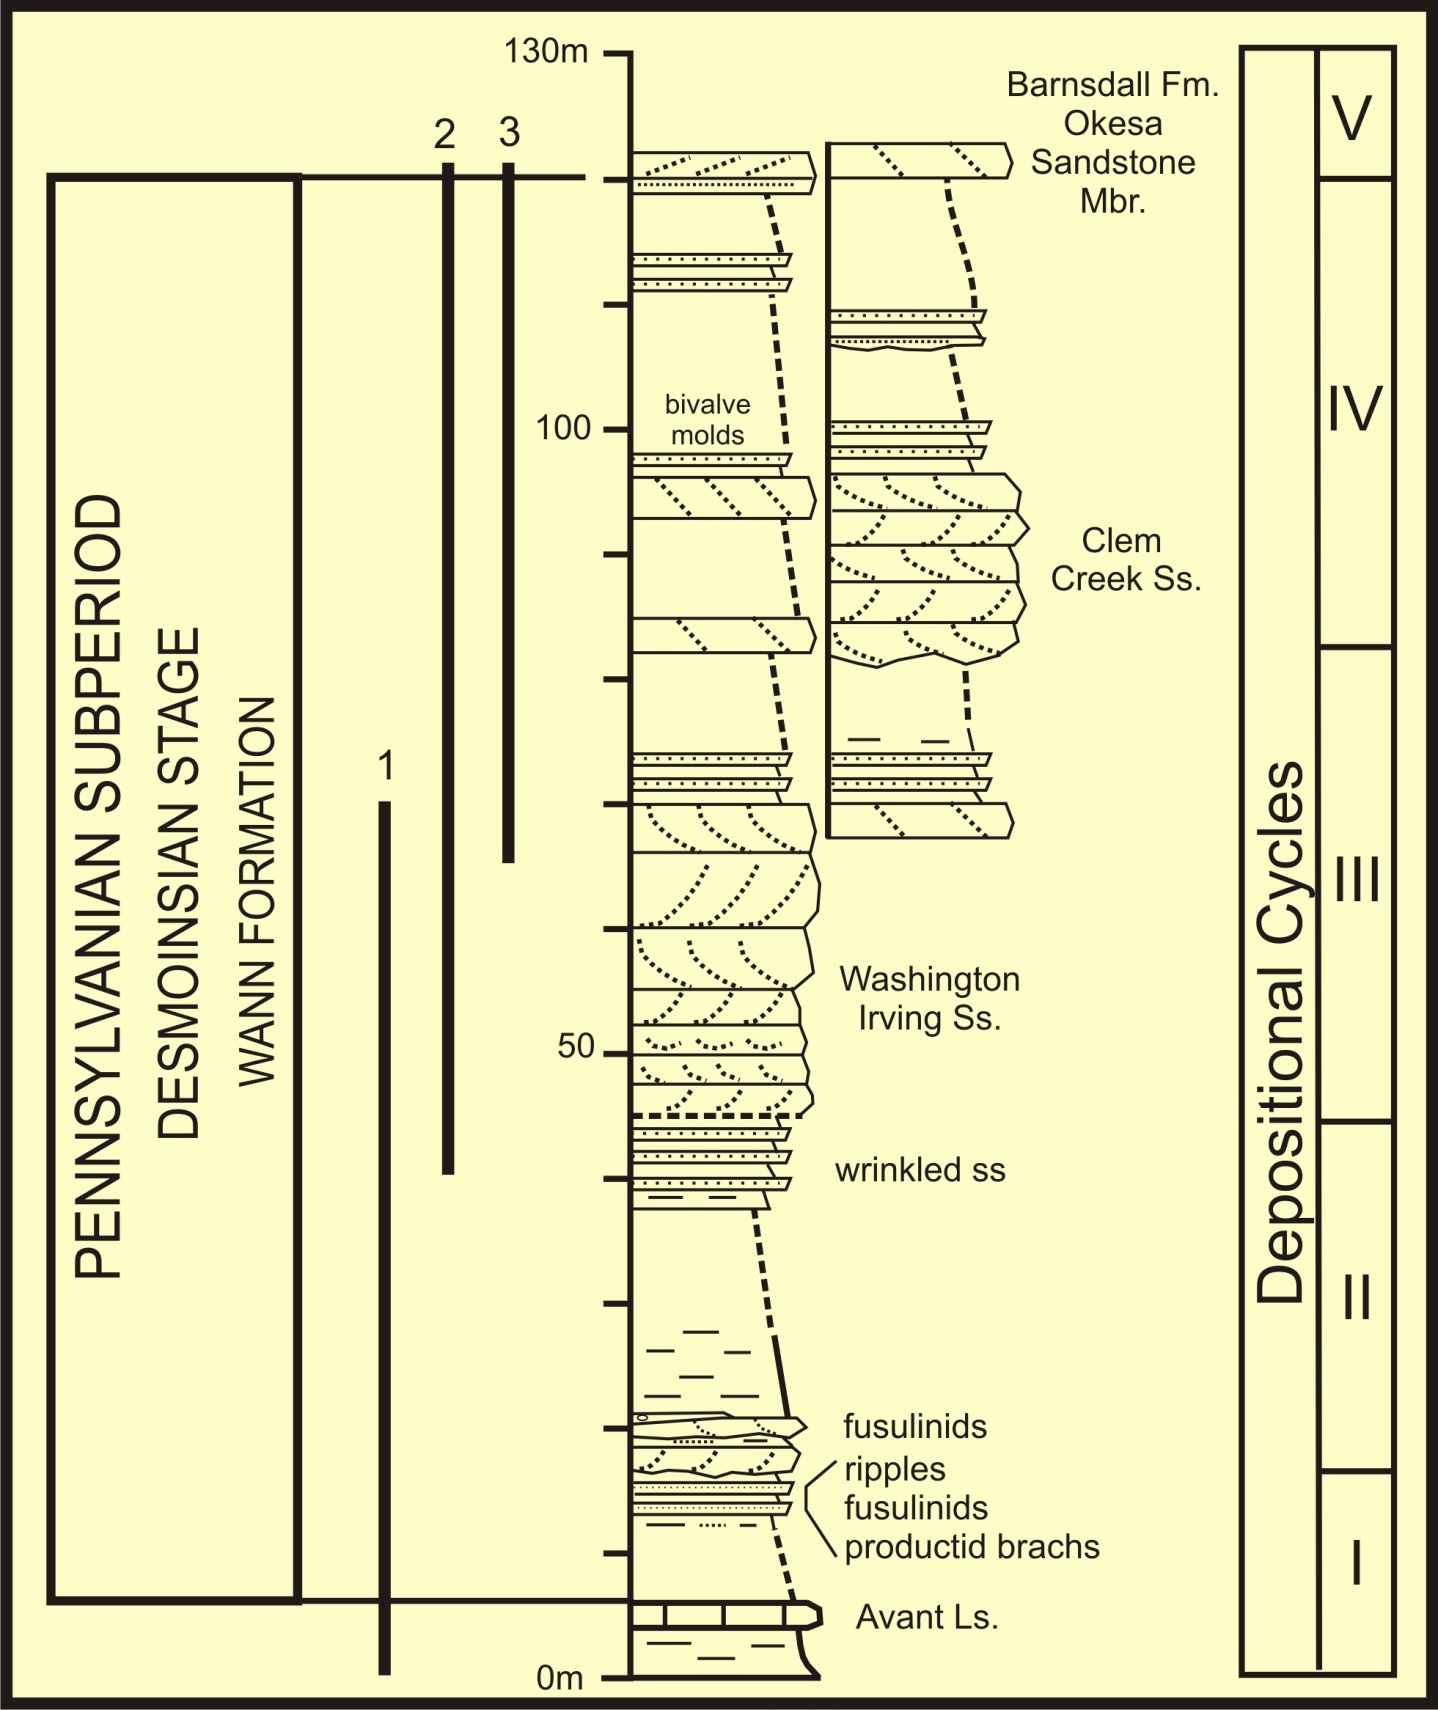 130m
Barnsdall Fm.
Okesa
Sandstone
Mbr.
V
2
3
bivalve
molds
100
IV
Clem
Creek Ss.
PENNSYLVANIAN SUBPERIOD
DESMOINSIAN STAGE
WANN FORMATION
1
Depositional Cycles
III
Washington
Irving Ss.
50
wrinkled ss
II
fusulinids
ripples
fusulinids
productid brachs
I
Avant Ls.
0m